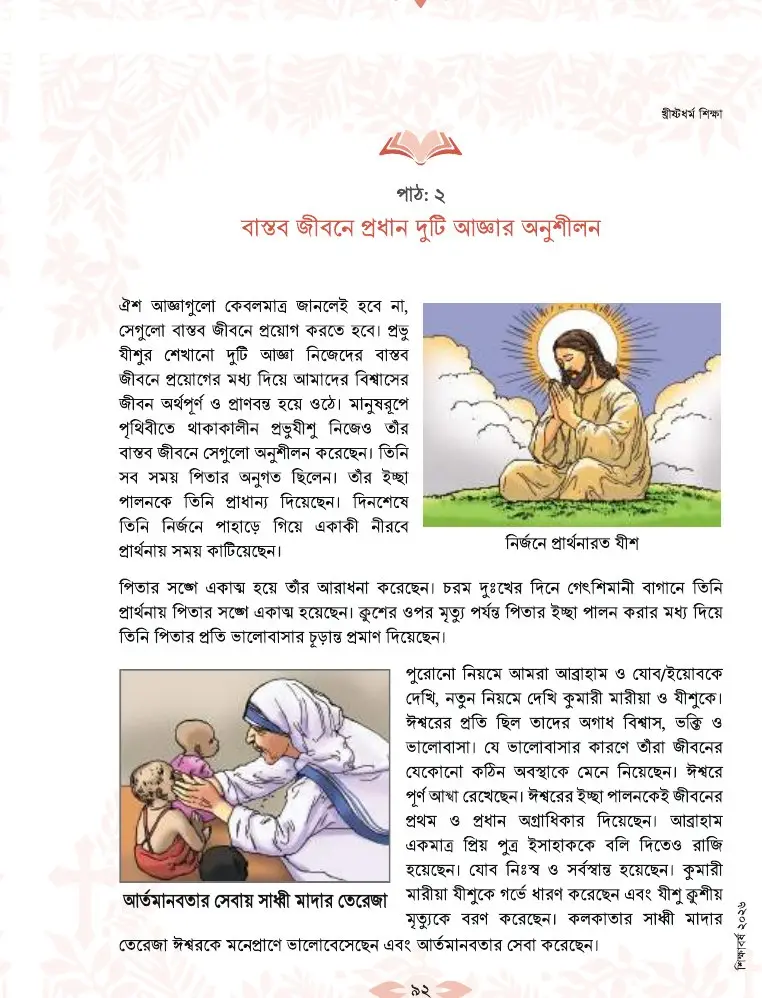 খ্রীষ্টধর্ম শিক্ষা
পাঠ: ২
বাস্তব জীবনে প্রধান দুটি আজ্ঞার অনুশীলন
ঐশ আজ্ঞাগুলো কেবলমাত্র জানলেই হবে না,
সেগুলো বাস্তব জীবনে প্রয়োগ করতে হবে। প্রভু
যীশুর শেখানো দুটি আজ্ঞা নিজেদের বাস্তব
জীবনে প্রয়োগের মধ্য দিয়ে আমাদের বিশ্বাসের
জীবন অর্থপূর্ণ ও প্রাণবন্ত হয়ে ওঠে। মানুষরূপে
পৃথিবীতে থাকাকালীন প্রভুযীশু নিজেও তাঁর
বাস্তব জীবনে সেগুলো অনুশীলন করেছেন। তিনি
সব সময় পিতার অনুগত ছিলেন। তাঁর ইচ্ছা
পালনকে তিনি প্রাধান্য দিয়েছেন। দিনশেষে
তিনি নির্জনে পাহাড়ে গিয়ে একাকী নীরবে
প্রার্থনায় সময় কাটিয়েছেন।
নির্জনে প্রার্থনারত যীশ
পিতার সঙ্গে একাত্ম হয়ে তাঁর আরাধনা করেছেন। চরম দুঃখের দিনে গেৎশিমানী বাগানে তিনি
প্রার্থনায় পিতার সঙ্গে একাত্ম হয়েছেন। ক্রুশের ওপর মৃত্যু পর্যন্ত পিতার ইচ্ছা পালন করার মধ্য দিয়ে
তিনি পিতার প্রতি ভালোবাসার চূড়ান্ত প্রমাণ দিয়েছেন।
পুরোনো নিয়মে আমরা আব্রাহাম ও যোব/ইয়োবকে
দেখি, নতুন নিয়মে দেখি কুমারী মারীয়া ও যীশুকে।
ঈশ্বরের প্রতি ছিল তাদের অগাধ বিশ্বাস, ভক্তি ও
ভালোবাসা। যে ভালোবাসার কারণে তাঁরা জীবনের
যেকোনো কঠিন অবস্থাকে মেনে নিয়েছেন। ঈশ্বরে
পূর্ণ আস্থা রেখেছেন। ঈশ্বরের ইচ্ছা পালনকেই জীবনের
প্রথম ও প্রধান অগ্রাধিকার দিয়েছেন। আব্রাহাম
একমাত্র প্রিয় পুত্র ইসাহাককে বলি দিতেও রাজি
হয়েছেন। যোব নিঃস্ব ও সর্বস্বান্ত হয়েছেন। কুমারী
মারীয়া যীশুকে গর্ভে ধারণ করেছেন এবং যীশু ক্রুশীয়
মৃত্যুকে বরণ করেছেন। কলকাতার সাধ্বী মাদার
আর্তমানবতার সেবায় সাধ্বী মাদার তেরেজা
তেরেজা ঈশ্বরকে মনেপ্রাণে ভালোবেসেছেন এবং আর্তমানবতার সেবা করেছেন।
শিক্ষাবর্ষ ২০২৬
৯২